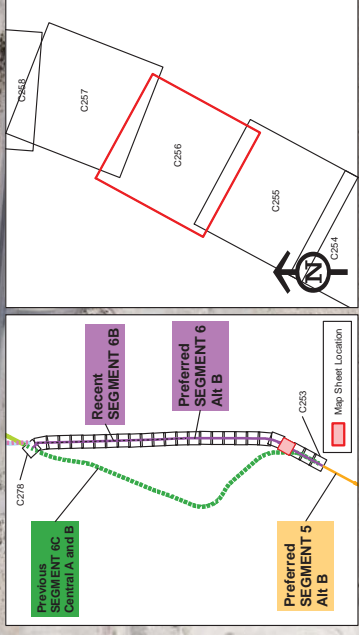 C258
C257
C256
C255
C254
N
Previous
SEGMENT 6C
Central A and B
C278
Recent
SEGMENT 6B
Preferred
SEGMENT 6
Alt B
Preferred
SEGMENT 5
Alt B
C253
Map Sheet Location